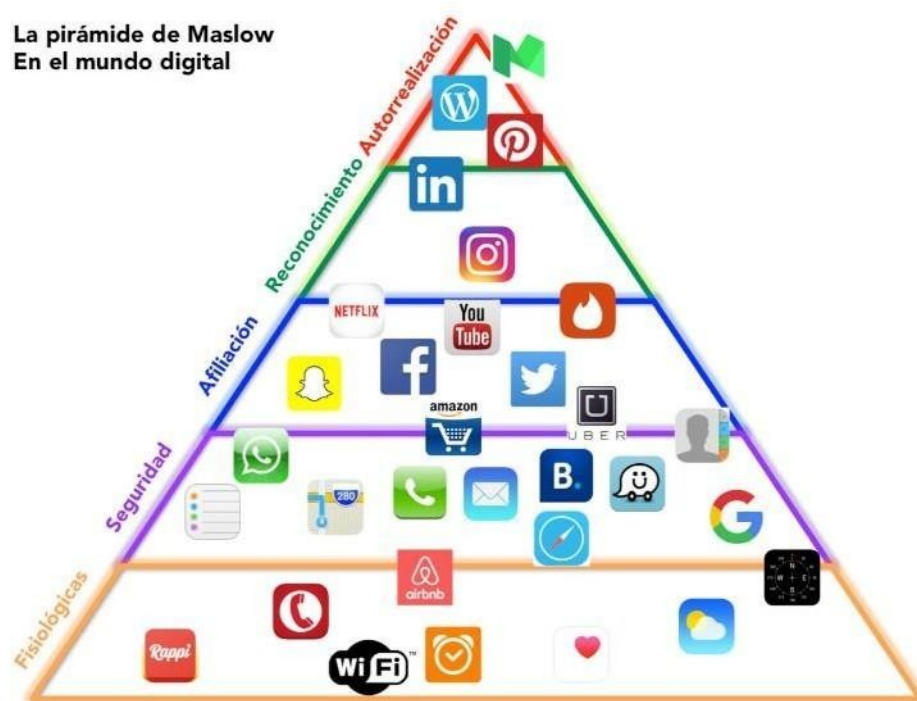 La pirámide de Maslow
En el mundo digital
Autorrealización
in
Reconocimiento
NETFLIX
You
Tube
Afiliación
amazon
U
UBER
280
B.
Seguridad
airbnb
N
W E
S
Fisiológicas
Rappi
WiFi™